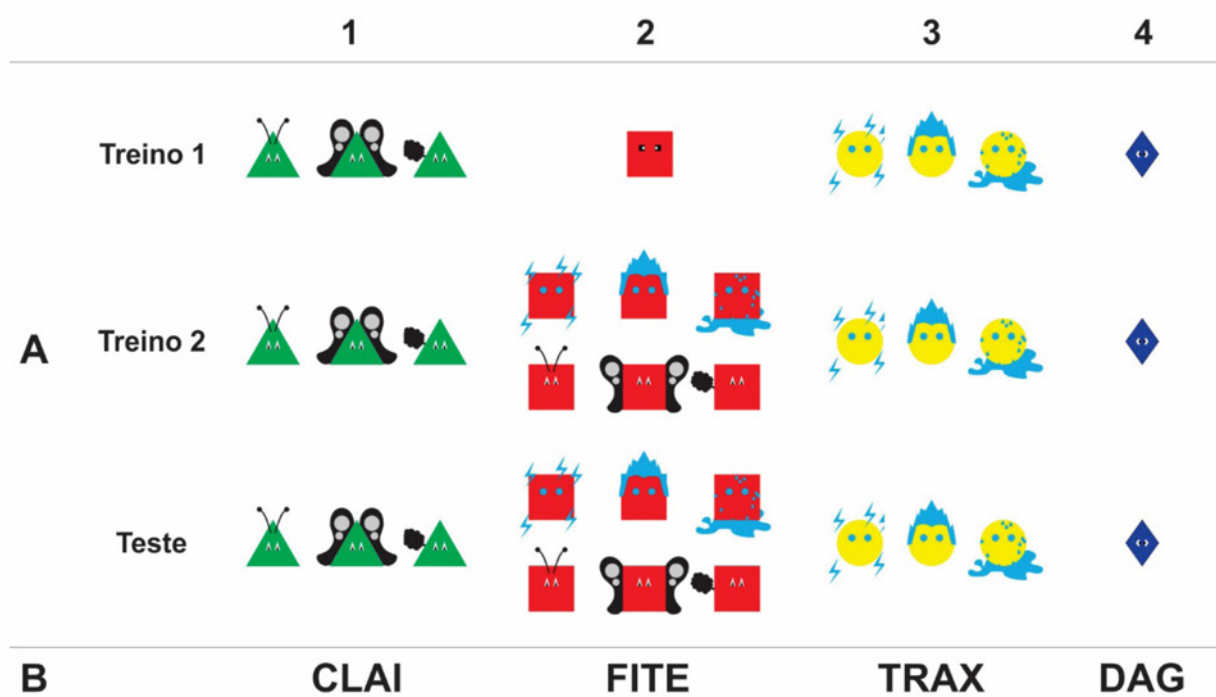 1 2 3 4
Treino 1
A Treino 2
Teste
B CLAI FITE TRAX DAG